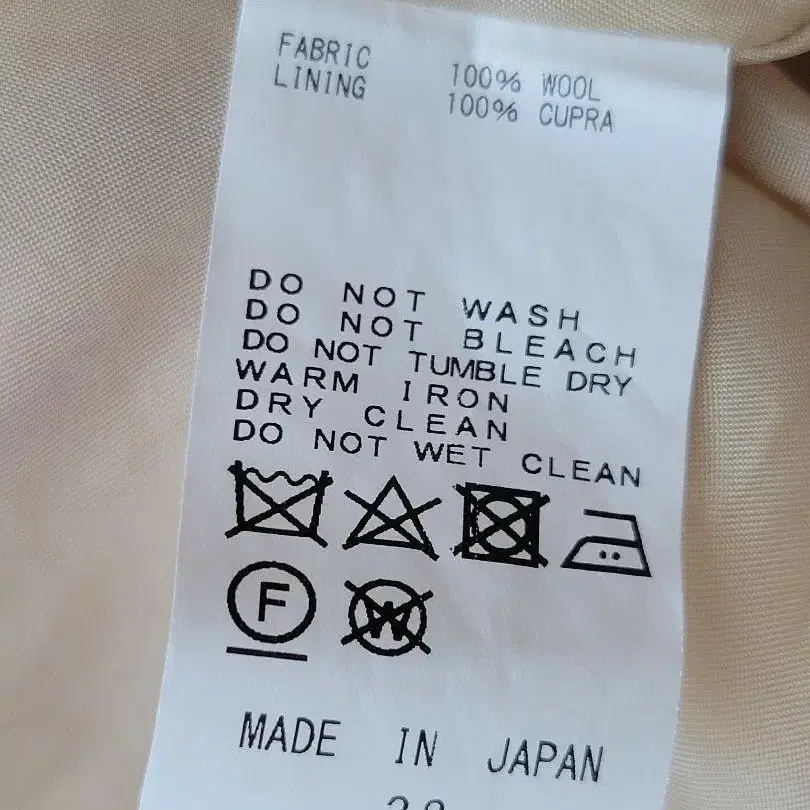 FABRIC 100% WOOL
LINING 100% CUPRA
DO NOT WASH
DO NOT BLEACH
DO NOT TUMBLE DRY
WARM IRON
DRY CLEAN
DO NOT WET CLEAN
F W
MADE IN JAPAN